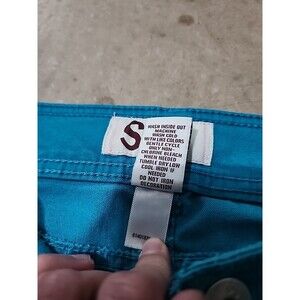 S
WASH INSIDE OUT
MACHINE
WASH COLD
WITH LIKE COLORS
GENTLE CYCLE
ONLY NON-
CHLORINE BLEACH
WHEN NEEDED
TUMBLE DRY LOW
COOL IRON IF
NEEDED
DO NOT IRON
DECORATION